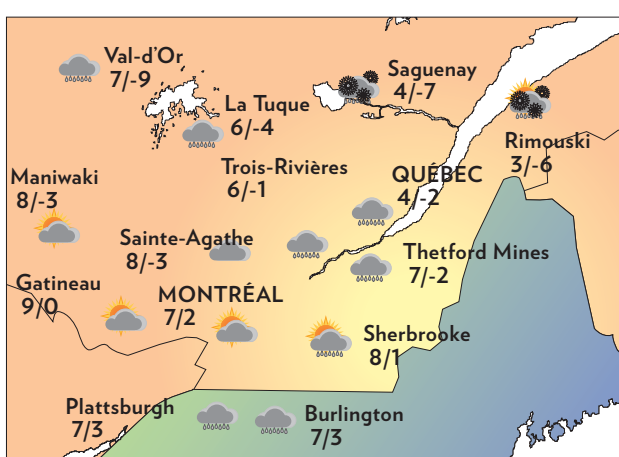 Val-d’Or
7/-9
Saguenay
4/-7
La Tuque
6/-4
Rimouski
3/-6
Trois-Rivières
6/-1
QUÉBEC
4/-2
Maniwaki
8/-3
Sainte-Agathe
8/-3
Thetford Mines
7/-2
Gatineau
9/0
MONTRÉAL
7/2
Sherbrooke
8/1
Plattsburgh
7/3
Burlington
7/3